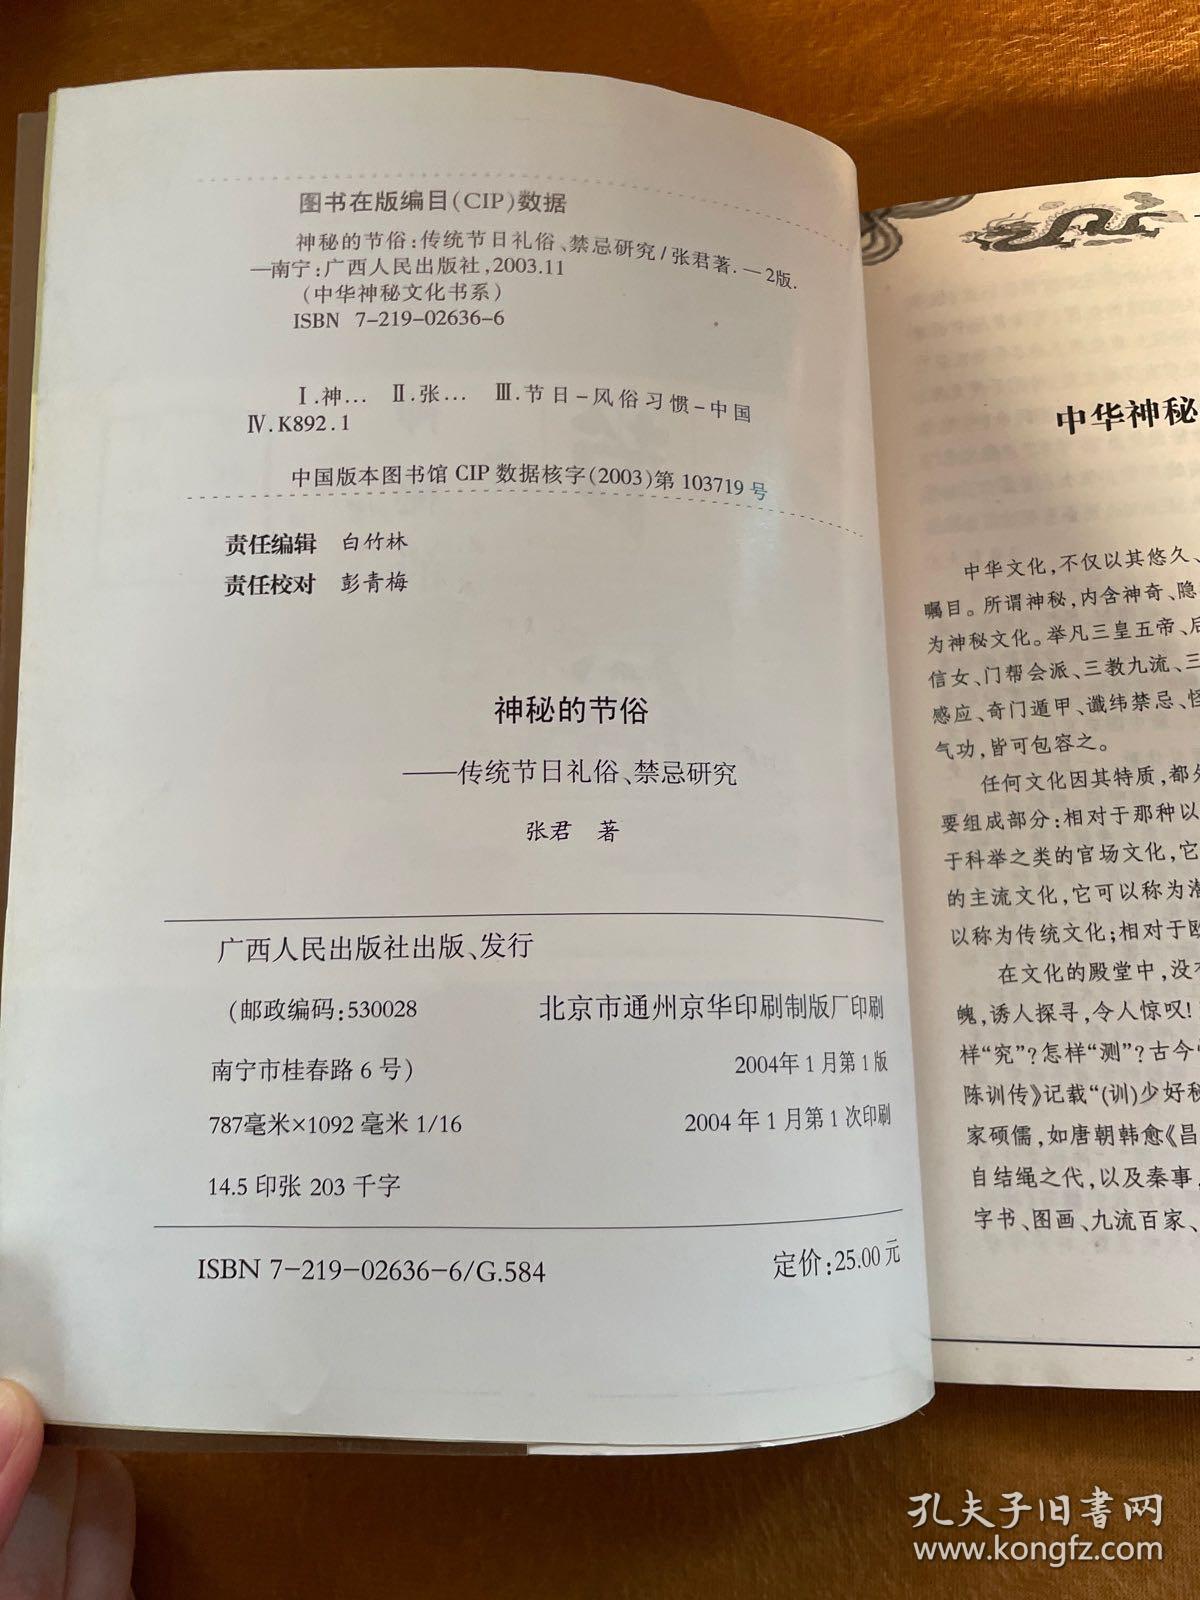 图书在版编目(CIP)数据
神秘的节俗:传统节日礼俗、禁忌研究/张君著.—2版.
—南宁:广西人民出版社,2003.11
(中华神秘文化书系)
ISBN 7-219-02636-6
Ⅰ.神… Ⅱ.张… Ⅲ.节日-风俗习惯-中国
Ⅳ.K892.1
中国版本图书馆CIP数据核字(2003)第103719号
责任编辑 白竹林
责任校对 彭青梅
神秘的节俗
——传统节日礼俗、禁忌研究
张君 著
广西人民出版社出版、发行
(邮政编码:530028 北京市通州京华印刷制版厂印刷
南宁市桂春路6号) 2004年1月第1版
787毫米×1092毫米 1/16 2004年1月第1次印刷
14.5印张 203千字
ISBN 7-219-02636-6/G.584 定价:25.00元
中华神秘
中华文化,不仅以其悠久、
瞩目。所谓神秘,内含神奇、隐
为神秘文化。举凡三皇五帝、后
信女、门帮会派、三教九流、三
感应、奇门遁甲、谶纬禁忌、怪
气功,皆可包容之。
任何文化因其特质,都
要组成部分:相对于那种以
于科举之类的官场文化,它
的主流文化,它可以称为潜
以称为传统文化;相对于欧
在文化的殿堂中,没有
魄,诱人探寻,令人惊叹!
样“究”?怎样“测”?古今
陈训传》记载“(训)少好秘
家硕儒,如唐朝韩愈《昌
自结绳之代,以及秦事,
字书、图画、九流百家、
孔夫子旧书网
www.kongfz.com